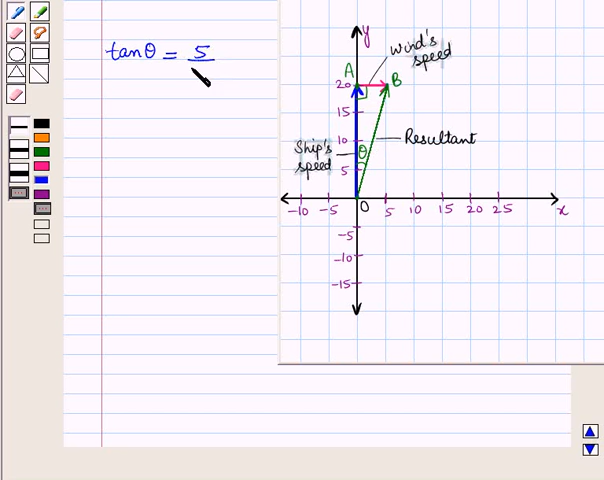 tanθ = 5
y
Wind's
speed
A
B
20
15
10
5
Ship's
speed
θ
Resultant
O
-10 -5 5 10 15 20 25 x
-5
-10
-15